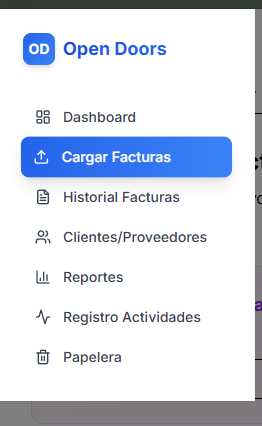 OD Open Doors
Dashboard
Cargar Facturas
Historial Facturas
Clientes/Proveedores
Reportes
Registro Actividades
Papelera